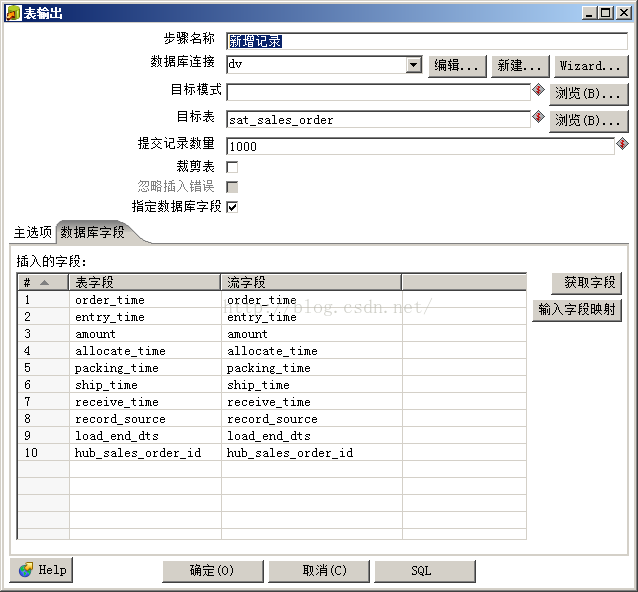 表输出
步骤名称 新增记录
数据库连接 dv 编辑... 新建... Wizard...
目标模式 浏览(B)...
目标表 sat_sales_order 浏览(B)...
提交记录数量 1000
裁剪表
忽略插入错误
指定数据库字段
主选项 数据库字段
插入的字段:
# 表字段 流字段 获取字段
1 order_time order_time
http://blog.csdn.net/
2 entry_time entry_time 输入字段映射
3 amount amount
4 allocate_time allocate_time
5 packing_time packing_time
6 ship_time ship_time
7 receive_time receive_time
8 record_source record_source
9 load_end_dts load_end_dts
10 hub_sales_order_id hub_sales_order_id
Help 确定(O) 取消(C) SQL